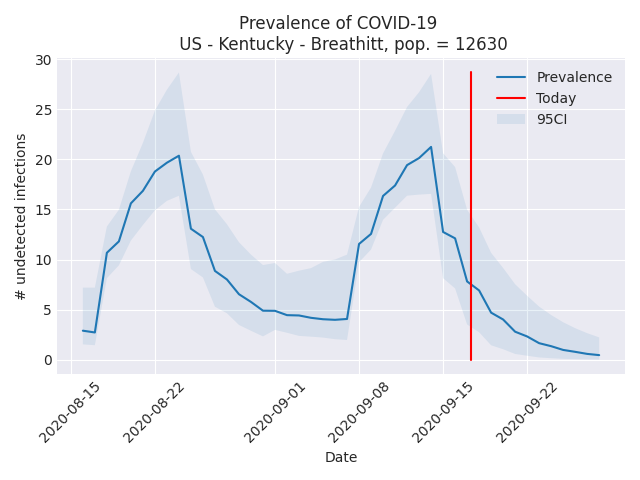 Prevalence of COVID-19
US - Kentucky - Breathitt, pop. = 12630
30
25
20
15
10
5
0
# undetected infections
Prevalence
Today
95CI
2020-08-15
2020-08-22
2020-09-01
2020-09-08
2020-09-15
2020-09-22
Date